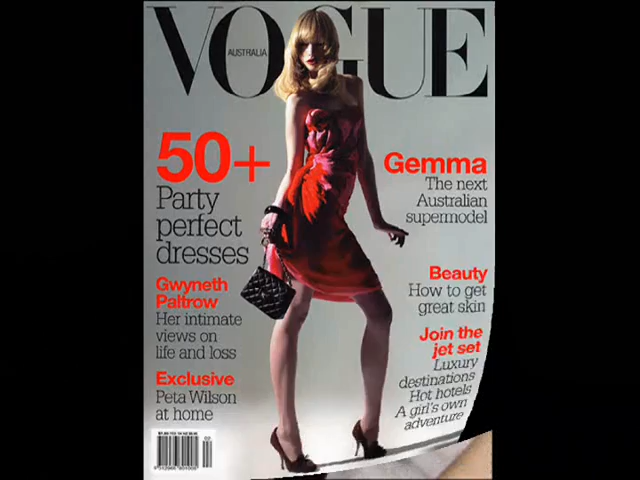 VOGUE
AUSTRALIA
50+
Party
perfect
dresses
Gwyneth
Paltrow
Her intimate
views on
life and loss
Exclusive
Peta Wilson
at home
Gemma
The next
Australian
supermodel
Beauty
How to get
great skin
Join the
jet set
Luxury
destinations
Hot hotels
A girl's own
adventure